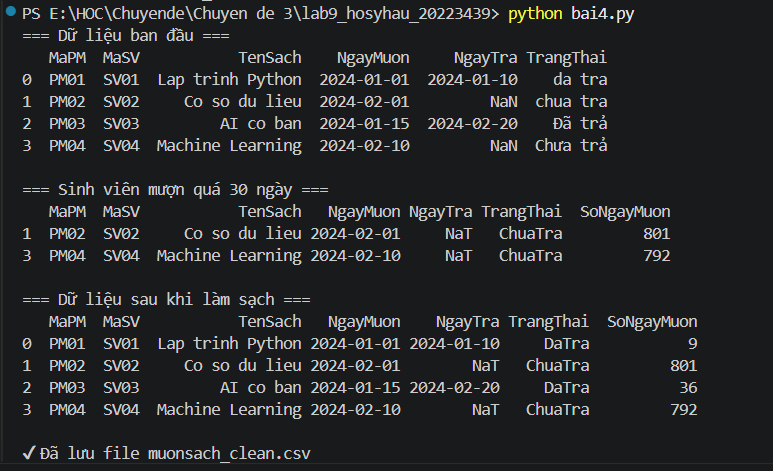 PS E:\HOC\Chuyende\Chuyen de 3\lab9_hosyhau_20223439> python bai4.py
=== Dữ liệu ban đầu ===
   MaPM  MaSV           TenSach    NgayMuon     NgayTra TrangThai
0  PM01  SV01  Lap trinh Python  2024-01-01  2024-01-10    da tra
1  PM02  SV02     Co so du lieu  2024-02-01         NaN  chua tra
2  PM03  SV03         AI co ban  2024-01-15  2024-02-20    Đã trả
3  PM04  SV04  Machine Learning  2024-02-10         NaN  Chưa trả

=== Sinh viên mượn quá 30 ngày ===
   MaPM  MaSV           TenSach   NgayMuon NgayTra TrangThai  SoNgayMuon
1  PM02  SV02     Co so du lieu 2024-02-01     NaT   ChuaTra         801
3  PM04  SV04  Machine Learning 2024-02-10     NaT   ChuaTra         792

=== Dữ liệu sau khi làm sạch ===
   MaPM  MaSV           TenSach   NgayMuon    NgayTra TrangThai  SoNgayMuon
0  PM01  SV01  Lap trinh Python 2024-01-01 2024-01-10     DaTra           9
1  PM02  SV02     Co so du lieu 2024-02-01        NaT   ChuaTra         801
2  PM03  SV03         AI co ban 2024-01-15 2024-02-20     DaTra          36
3  PM04  SV04  Machine Learning 2024-02-10        NaT   ChuaTra         792

✔ Đã lưu file muonsach_clean.csv